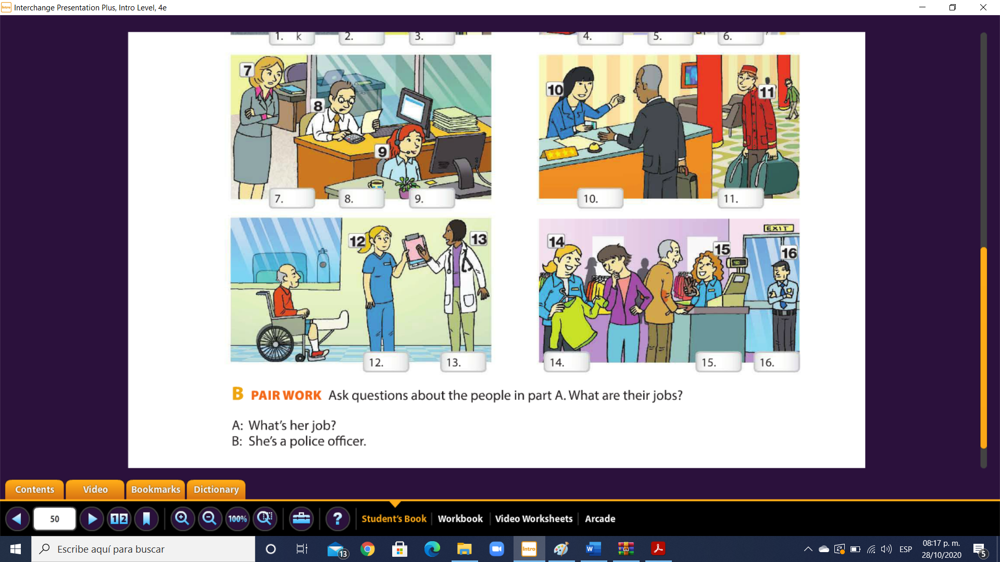 Interchange Presentation Plus, Intro Level, 4e
1. k 2. 3. 4. 5. 6.
7
8
9
10
11
7. 8. 9. 10. 11.
12
13
14
15
16
EXIT
12. 13. 14. 15. 16.
B PAIR WORK Ask questions about the people in part A. What are their jobs?
A: What's her job?
B: She's a police officer.
Contents Video Bookmarks Dictionary
50 12 100% ? Student's Book Workbook Video Worksheets Arcade
Escribe aquí para buscar 13 Intro ESP 08:17 p. m.
28/10/2020 5